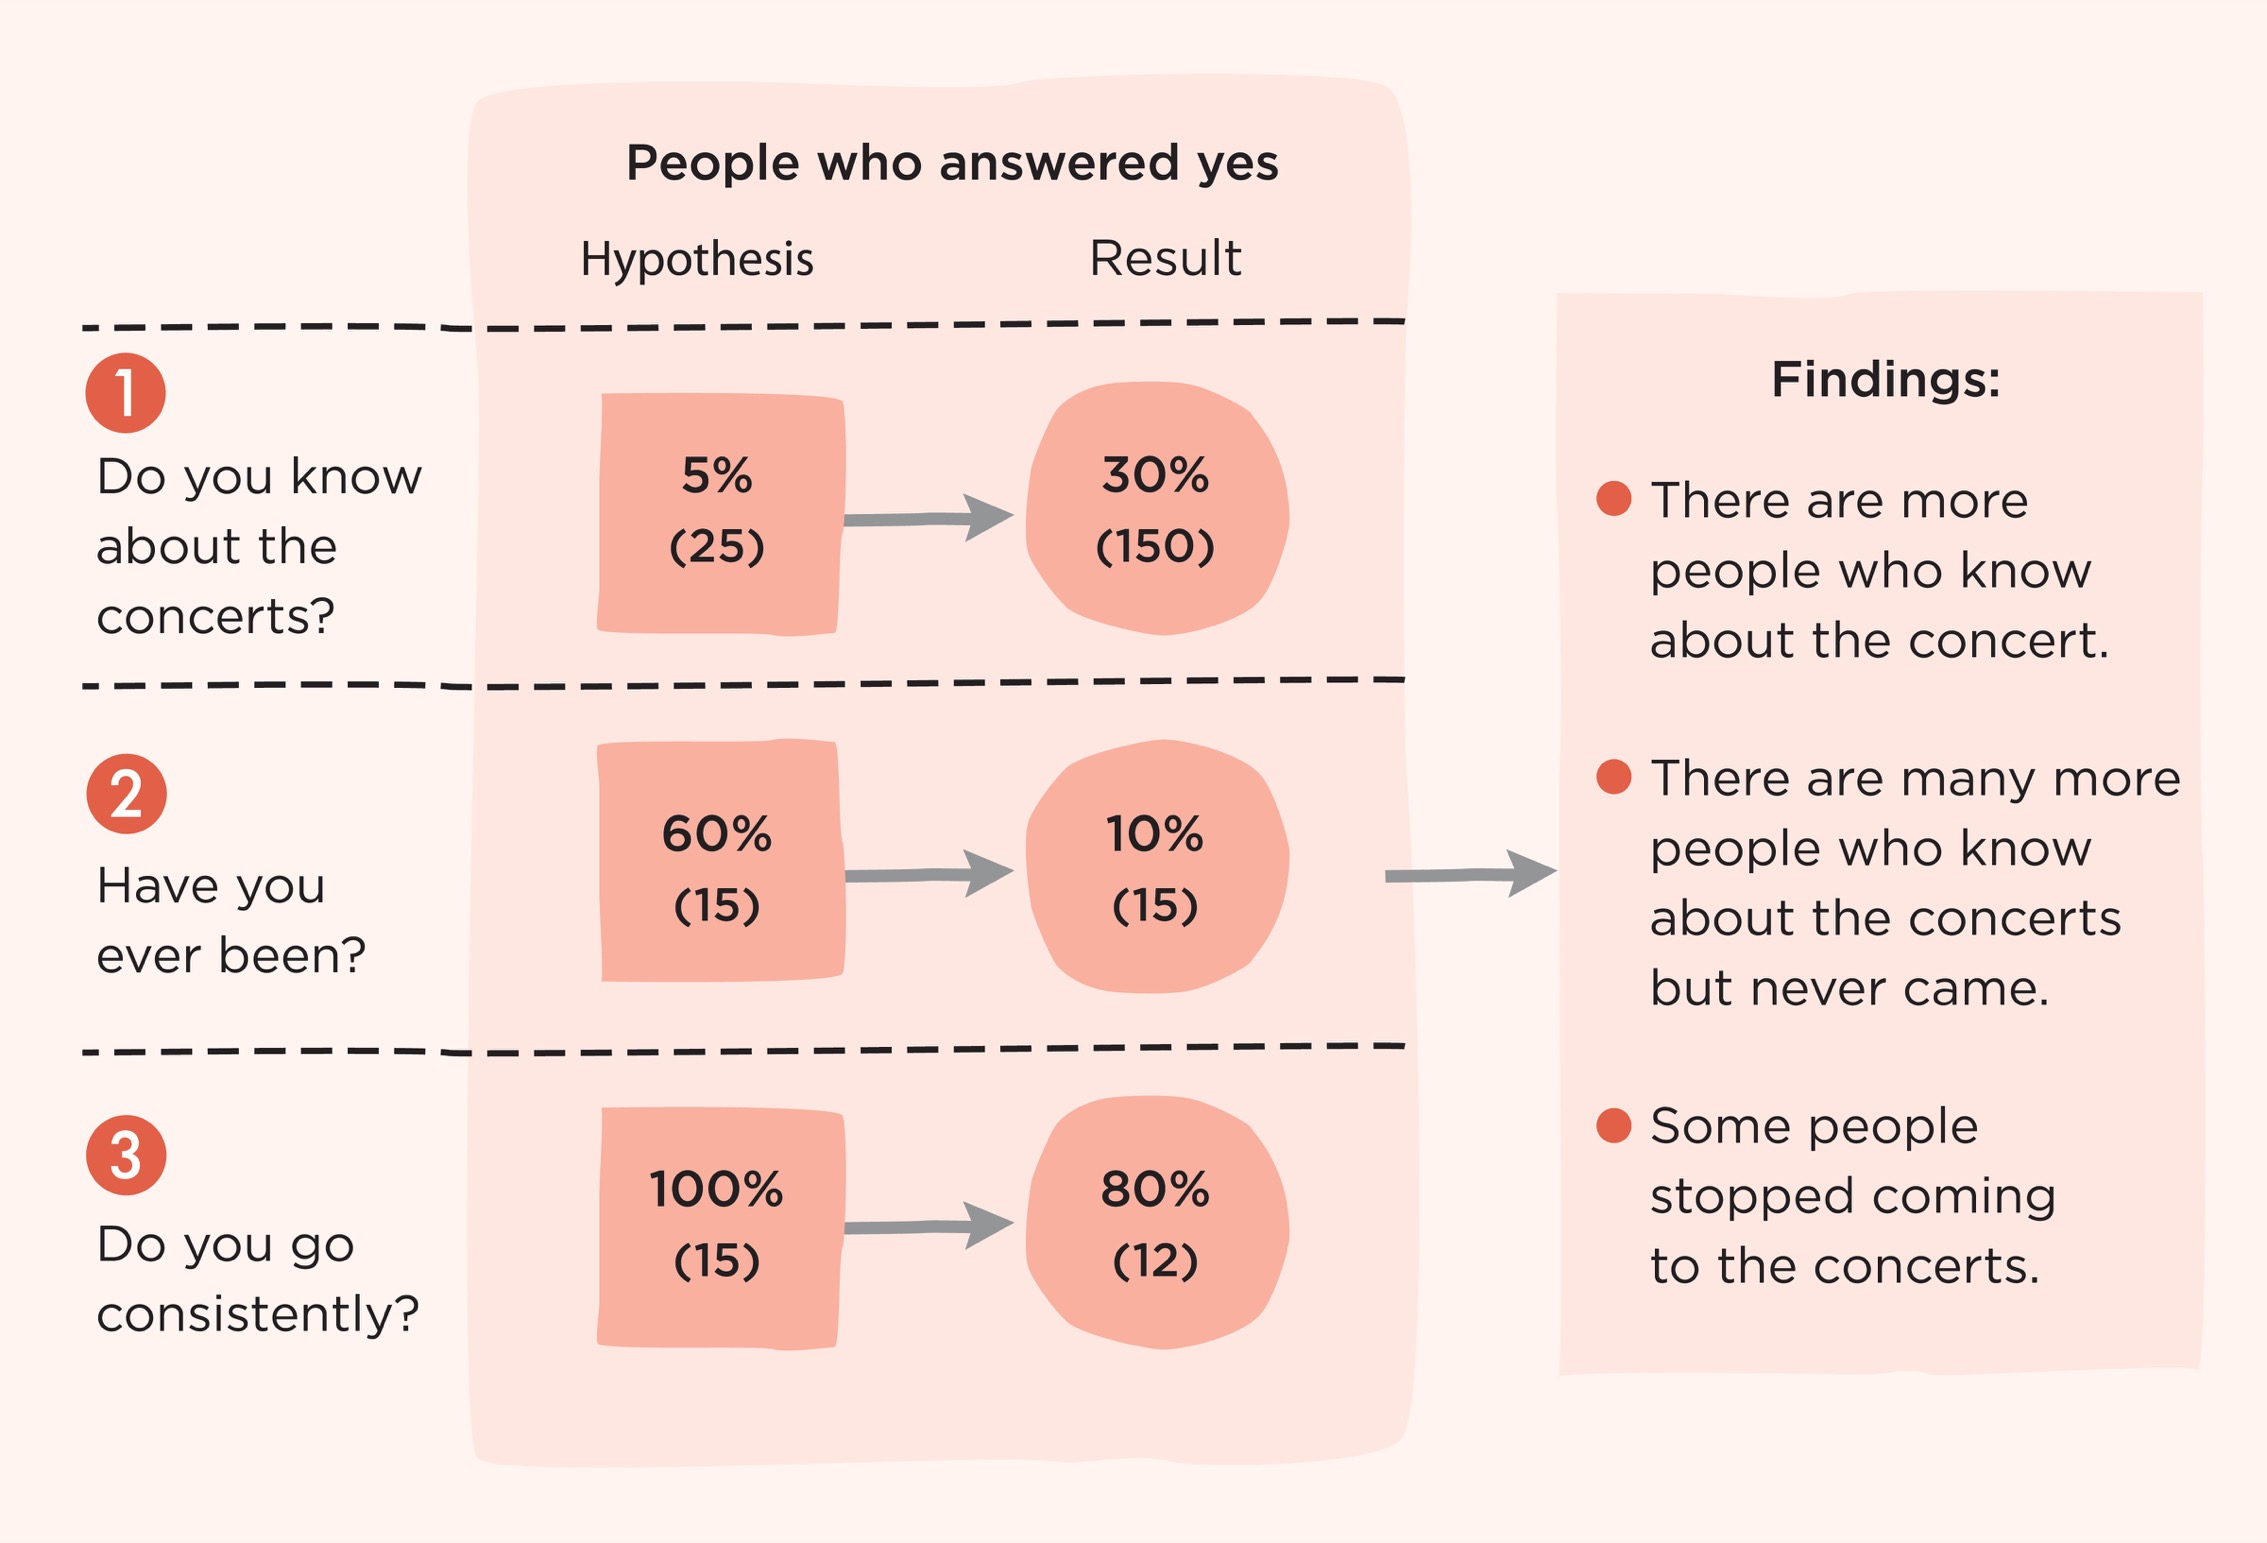 People who answered yes
Hypothesis
Result
1
Do you know
about the
concerts?
5%
(25)
30%
(150)
2
Have you
ever been?
60%
(15)
10%
(15)
3
Do you go
consistently?
100%
(15)
80%
(12)
Findings:
There are more
people who know
about the concert.
There are many more
people who know
about the concerts
but never came.
Some people
stopped coming
to the concerts.